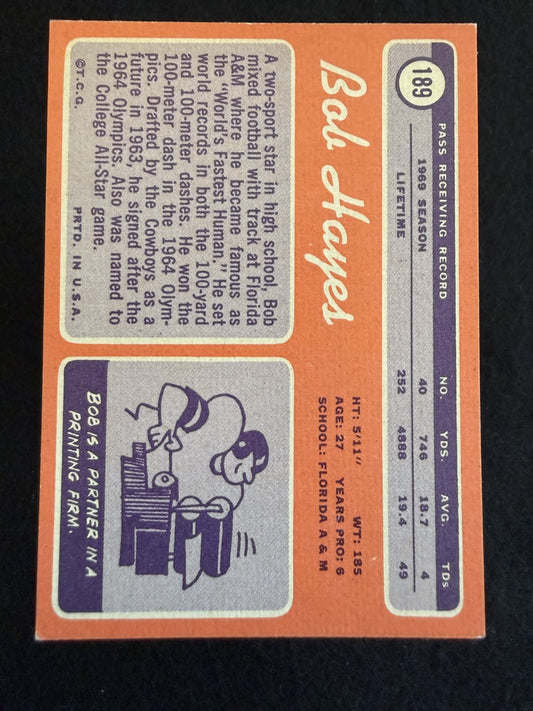 189
PASS RECEIVING RECORD NO. YDS. AVG. TDs
1969 SEASON 40 746 18.7 4
LIFETIME 252 4888 19.4 49
Bob Hayes
HT: 5'11" WT: 185
AGE: 27 YEARS PRO: 6
SCHOOL: FLORIDA A & M
A two-sport star in high school, Bob
mixed football with track at Florida
A&M where he became famous as
the "World's Fastest Human." He set
world records in both the 100-yard
and 100-meter dashes. He won the
100-meter dash in the 1964 Olym-
pics. Drafted by the Cowboys as a
future in 1963, he signed after the
1964 Olympics. Also was named to
the College All-Star game.
©T.C.G. PRTD. IN U.S.A.
BOB IS A PARTNER IN A
PRINTING FIRM.